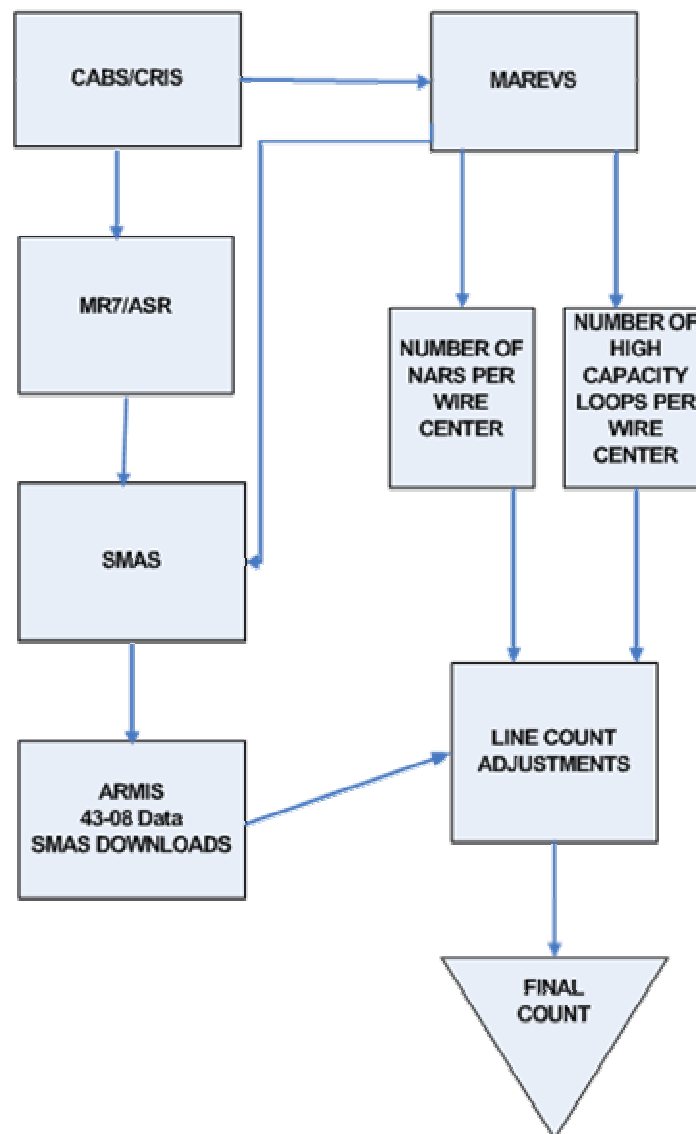 CABS/CRIS
MAREVS
MR7/ASR
NUMBER OF
NARS PER
WIRE
CENTER
NUMBER OF
HIGH
CAPACITY
LOOPS PER
WIRE
CENTER
SMAS
LINE COUNT
ADJUSTMENTS
ARMIS
43-08 Data
SMAS DOWNLOADS
FINAL
COUNT